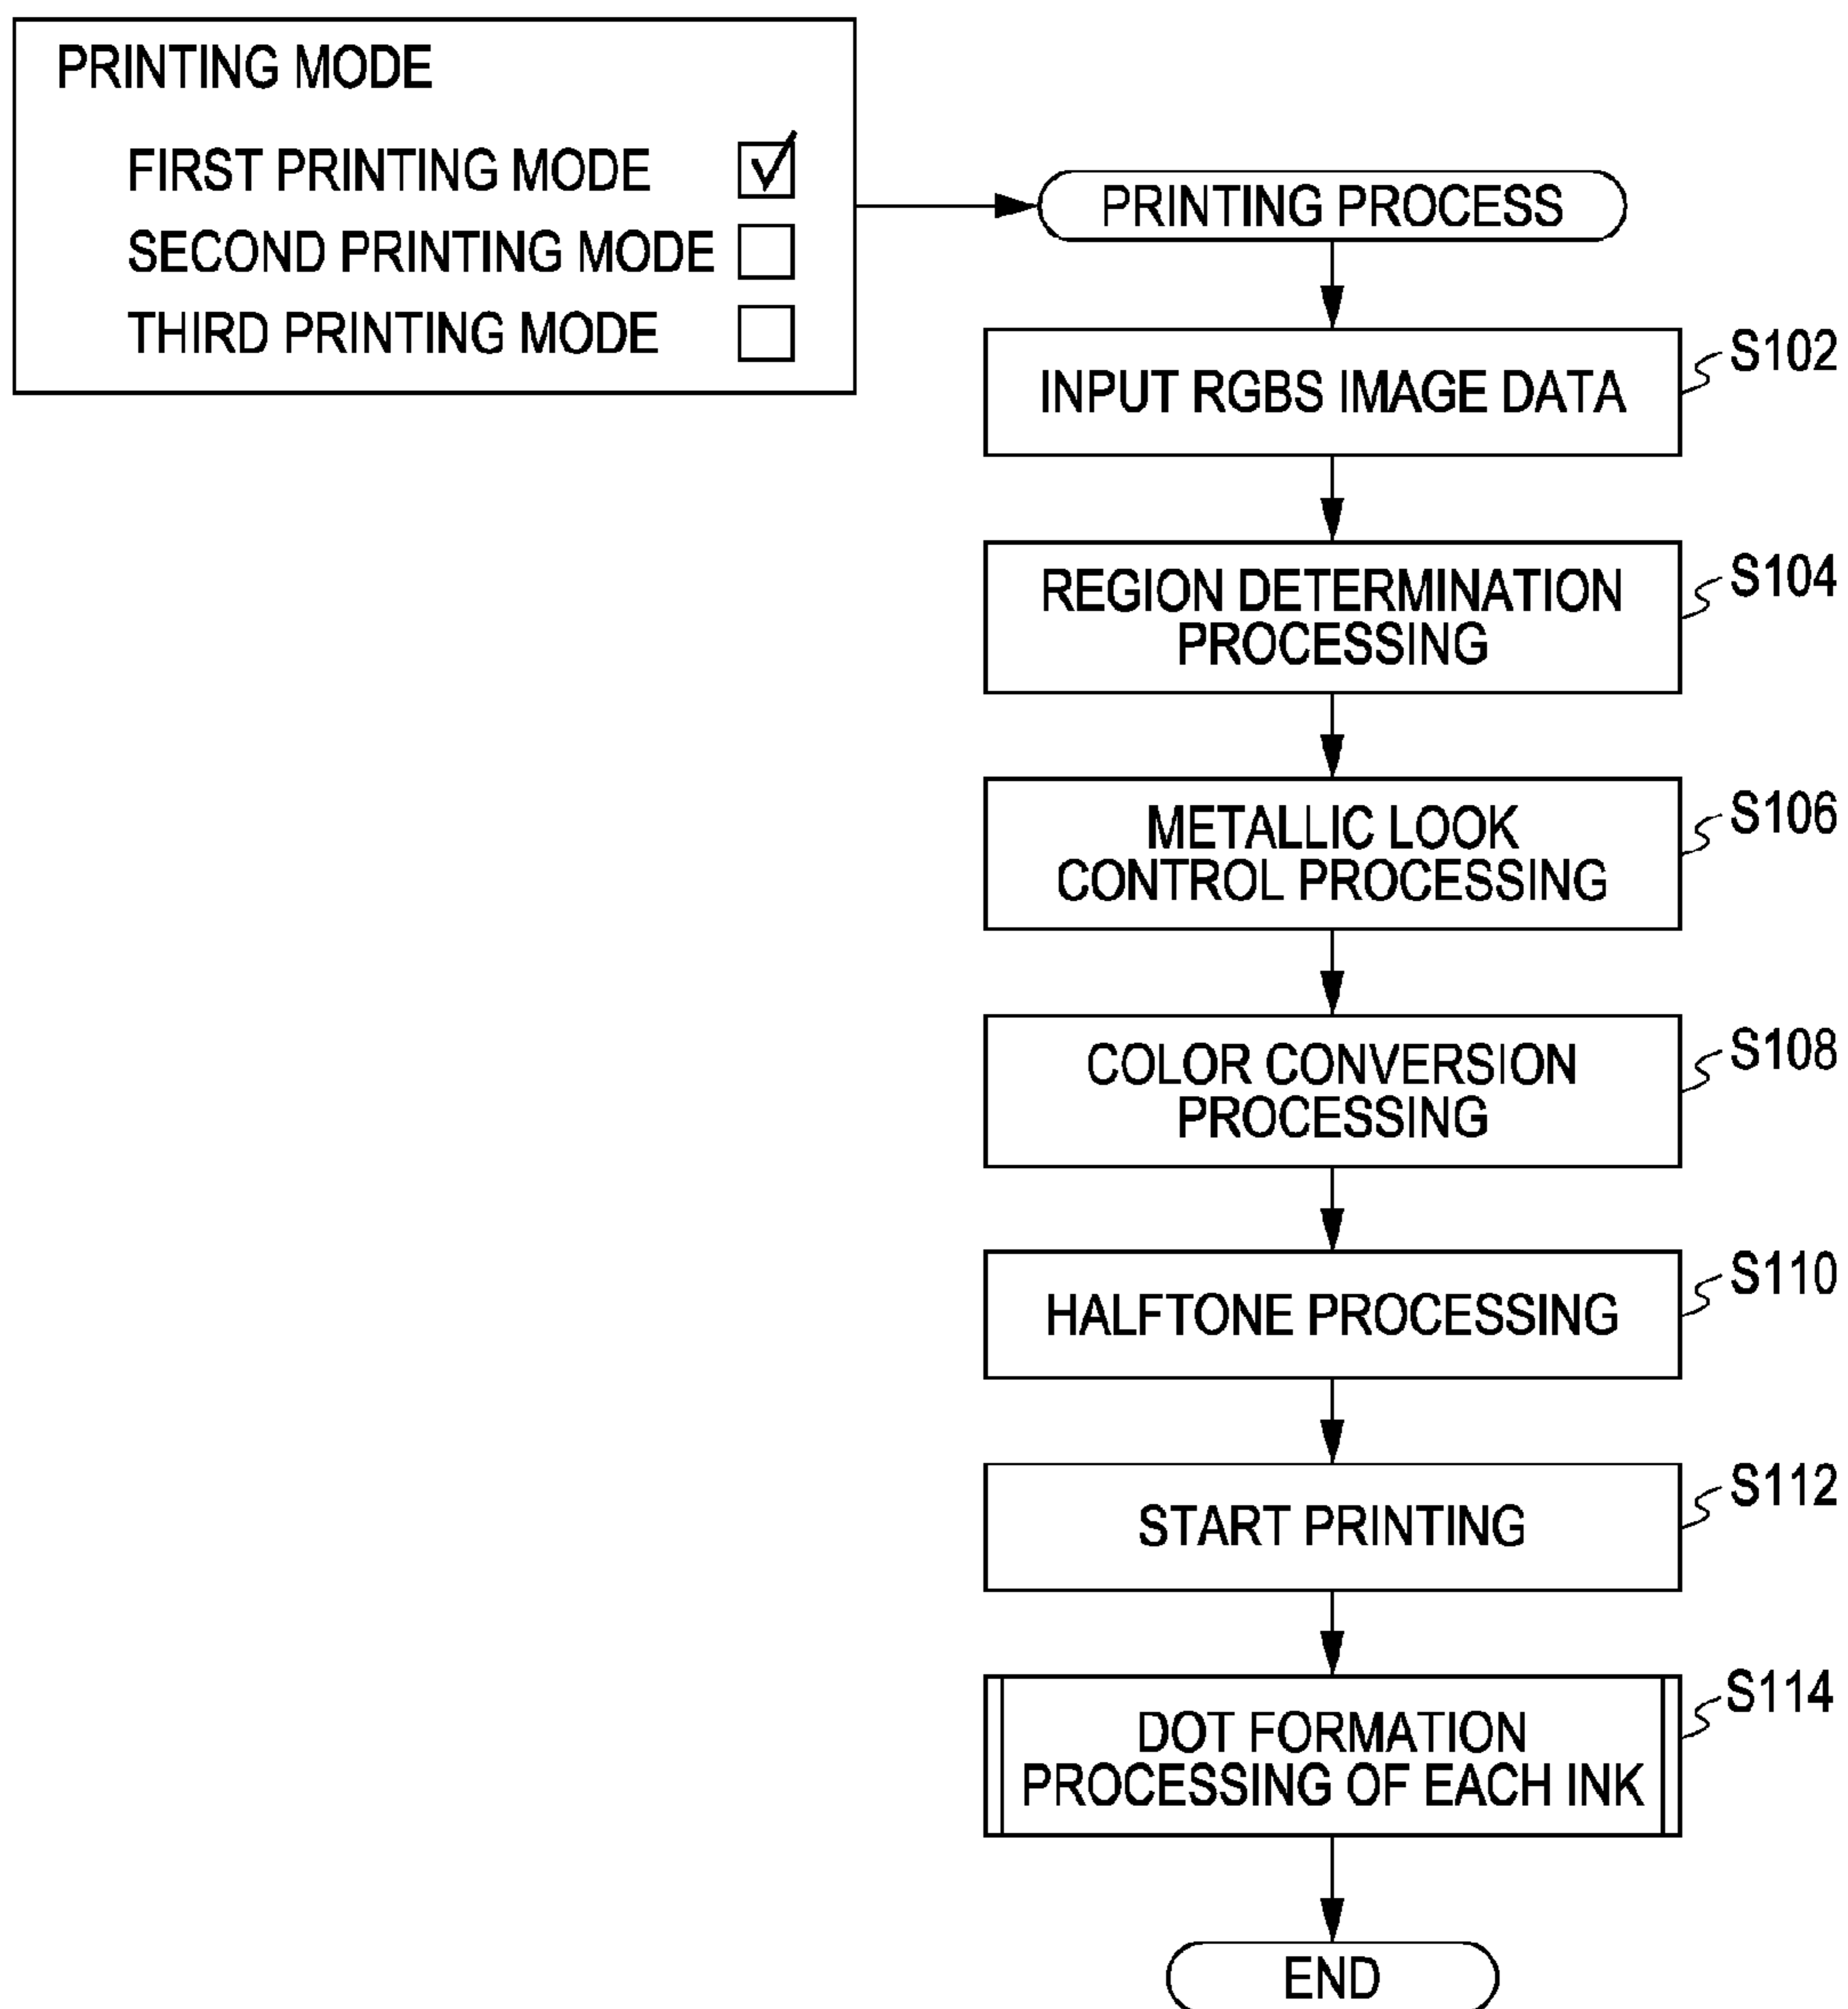 PRINTING MODE
FIRST PRINTING MODE
SECOND PRINTING MODE
THIRD PRINTING MODE
PRINTING PROCESS
INPUT RGBS IMAGE DATA
S102
REGION DETERMINATION
PROCESSING
S104
METALLIC LOOK
CONTROL PROCESSING
S106
COLOR CONVERSION
PROCESSING
S108
HALFTONE PROCESSING
S110
START PRINTING
S112
DOT FORMATION
PROCESSING OF EACH INK
S114
END